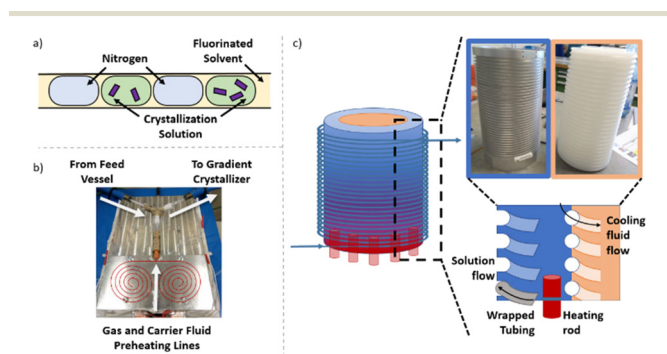 a)
Nitrogen
Fluorinated
Solvent
Crystallization
Solution
b)
From Feed
Vessel
To Gradient
Crystallizer
Gas and Carrier Fluid
Preheating Lines
c)
Cooling
fluid
flow
Solution
flow
Wrapped
Tubing
Heating
rod